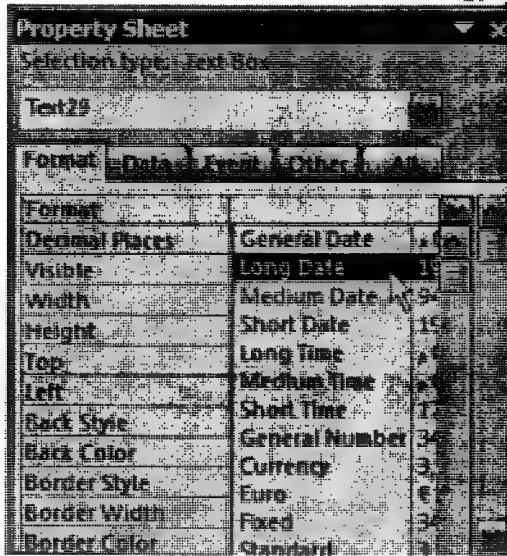 Property Sheet
Selection type: Text Box
Text29
Format Data Event Other All
Format
Decimal Places General Date
Visible Long Date 19
Width Medium Date
Height Short Date
Top Long Time
Left Medium Time
Back Style Short Time
Back Color General Number
Border Style Currency
Border Width Euro
Border Color Fixed
Standard